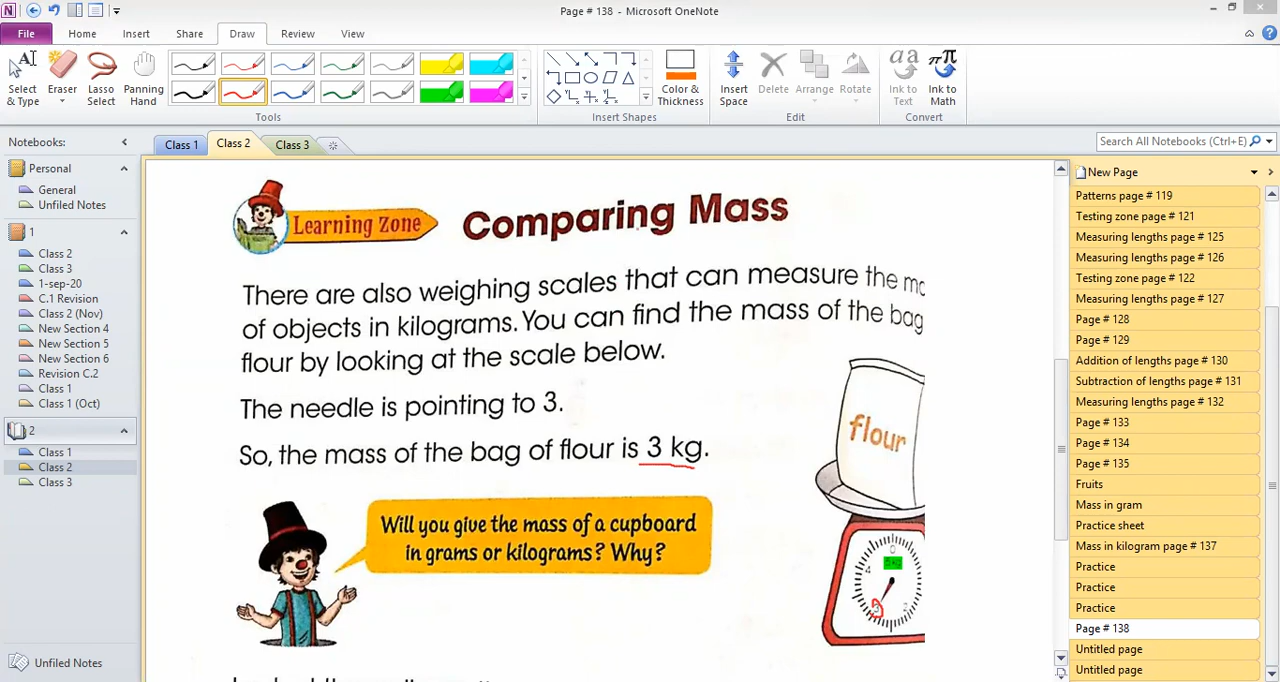 Page # 138 - Microsoft OneNote
File Home Insert Share Draw Review View
Select & Type
Eraser
Lasso Select
Panning Hand
Color & Thickness
Insert Space
Delete
Arrange
Rotate
Ink to Text
Ink to Math
Tools
Insert Shapes
Edit
Convert
Notebooks:
Personal
General
Unfiled Notes
1
Class 2
Class 3
1-sep-20
C.1 Revision
Class 2 (Nov)
New Section 4
New Section 5
New Section 6
Revision C.2
Class 1
Class 1 (Oct)
2
Class 1
Class 2
Class 3
Unfiled Notes
Class 1 Class 2 Class 3
Search All Notebooks (Ctrl+E)
Learning Zone
Comparing Mass
There are also weighing scales that can measure the
of objects in kilograms. You can find the mass of the bag
flour by looking at the scale below.
The needle is pointing to 3.
So, the mass of the bag of flour is 3 kg.
Will you give the mass of a cupboard
in grams or kilograms? Why?
flour
0
4
3
2
New Page
Patterns page # 119
Testing zone page # 121
Measuring lengths page # 125
Measuring lengths page # 126
Testing zone page # 122
Measuring lengths page # 127
Page # 128
Page # 129
Addition of lengths page # 130
Subtraction of lengths page # 131
Measuring lengths page # 132
Page # 133
Page # 134
Page # 135
Fruits
Mass in gram
Practice sheet
Mass in kilogram page # 137
Practice
Practice
Practice
Page # 138
Untitled page
Untitled page